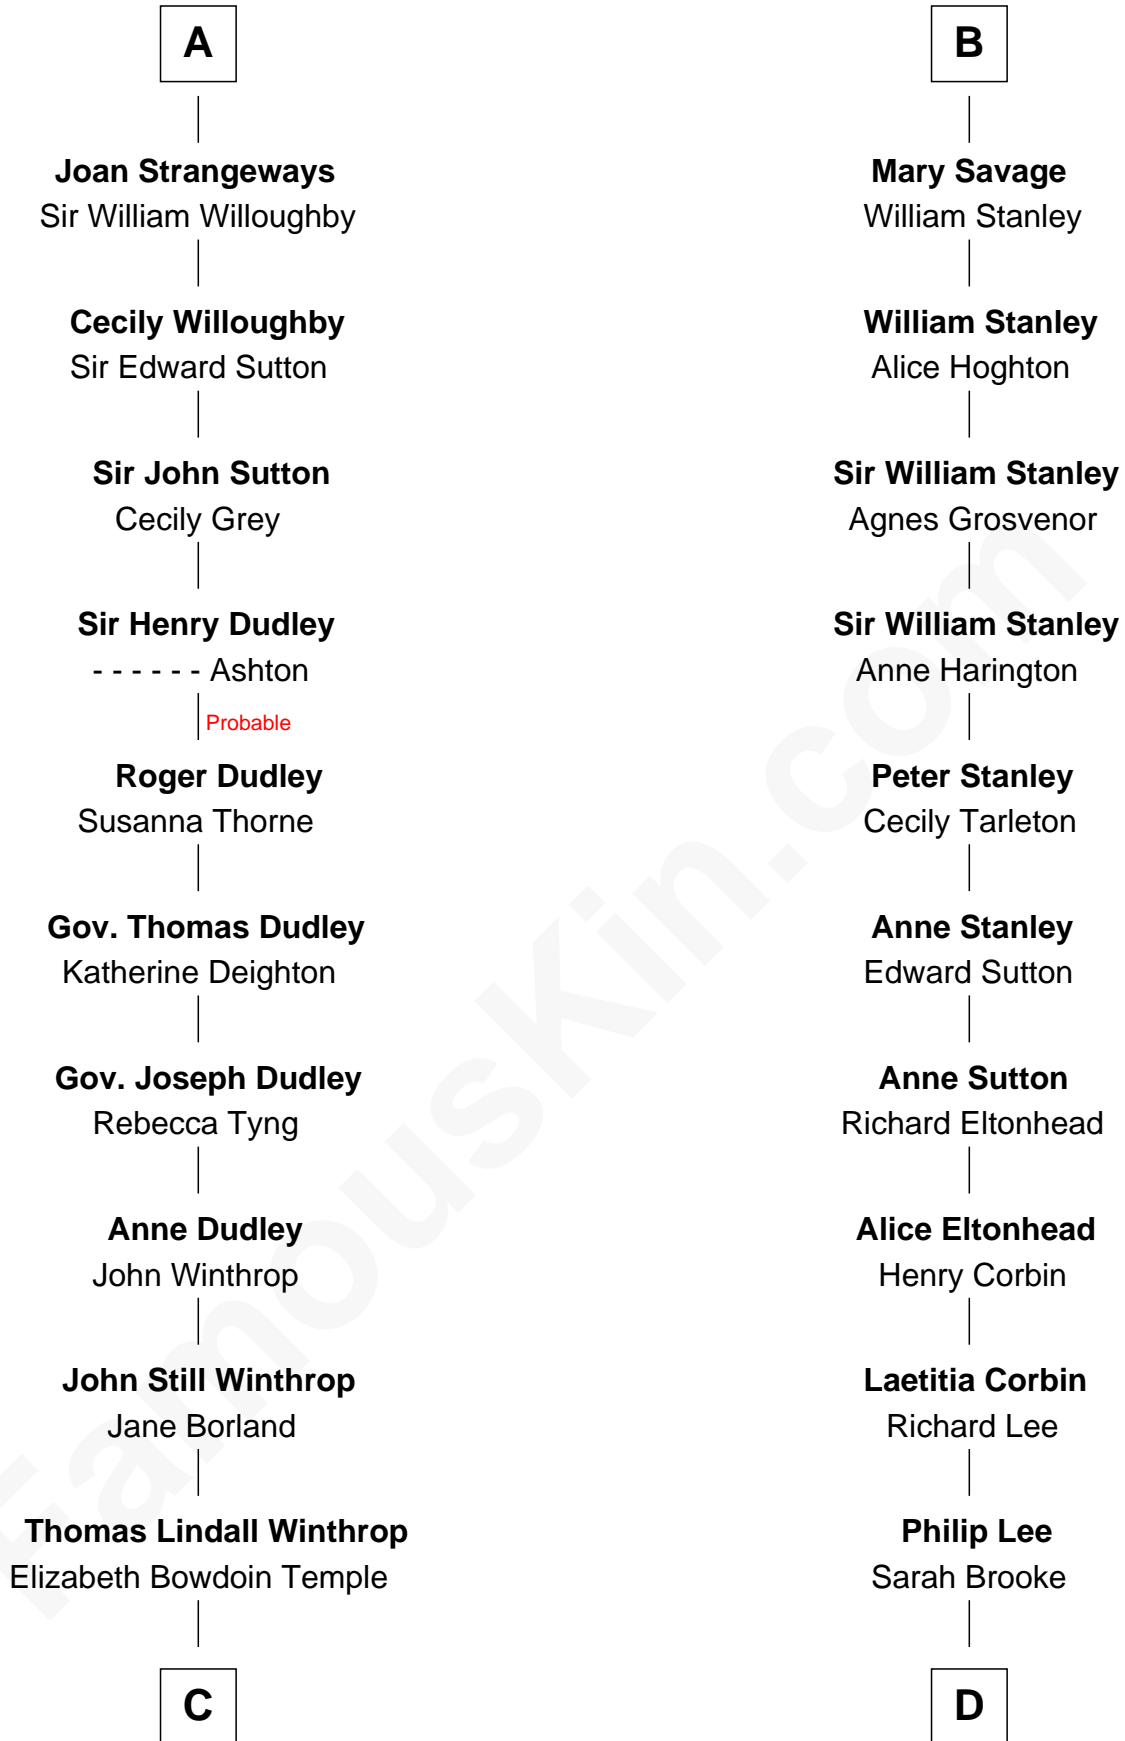 A
Joan Strangeways
Sir William Willoughby
Cecily Willoughby
Sir Edward Sutton
Sir John Sutton
Cecily Grey
Sir Henry Dudley
- - - - - - Ashton
Probable
Roger Dudley
Susanna Thorne
Gov. Thomas Dudley
Katherine Deighton
Gov. Joseph Dudley
Rebecca Tyng
Anne Dudley
John Winthrop
John Still Winthrop
Jane Borland
Thomas Lindall Winthrop
Elizabeth Bowdoin Temple
C
B
Mary Savage
William Stanley
William Stanley
Alice Hoghton
Sir William Stanley
Agnes Grosvenor
Sir William Stanley
Anne Harington
Peter Stanley
Cecily Tarleton
Anne Stanley
Edward Sutton
Anne Sutton
Richard Eltonhead
Alice Eltonhead
Henry Corbin
Laetitia Corbin
Richard Lee
Philip Lee
Sarah Brooke
D
FamousKin.com